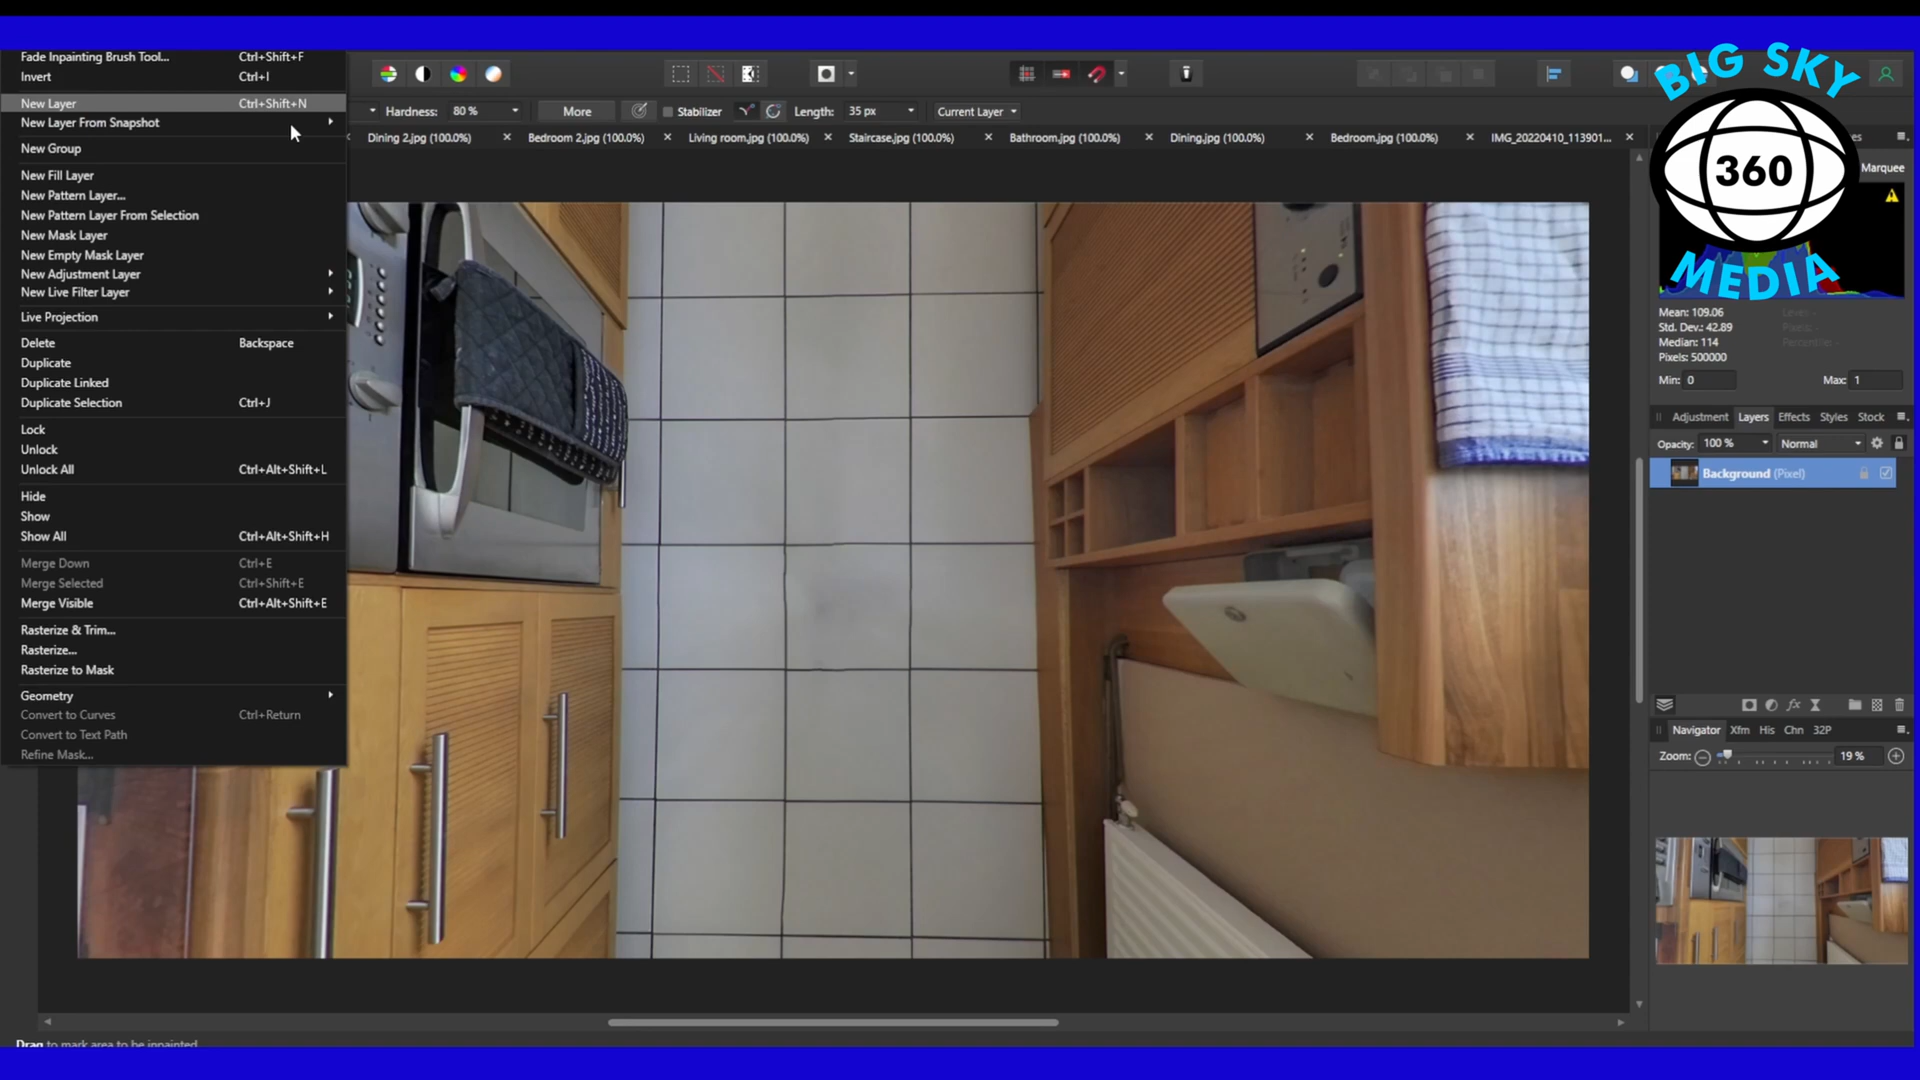 BIG SKY
360
MEDIA
Fade Inpainting Brush Tool... Ctrl+Shift+F
Invert Ctrl+I
New Layer Ctrl+Shift+N
New Layer From Snapshot
New Group
New Fill Layer
New Pattern Layer...
New Pattern Layer From Selection
New Mask Layer
New Empty Mask Layer
New Adjustment Layer
New Live Filter Layer
Live Projection
Delete Backspace
Duplicate
Duplicate Linked
Duplicate Selection Ctrl+J
Lock
Unlock
Unlock All Ctrl+Alt+Shift+L
Hide
Show
Show All Ctrl+Alt+Shift+H
Merge Down Ctrl+E
Merge Selected Ctrl+Shift+E
Merge Visible Ctrl+Alt+Shift+E
Rasterize & Trim...
Rasterize...
Rasterize to Mask
Geometry
Convert to Curves Ctrl+Return
Convert to Text Path
Refine Mask...
Hardness: 80 % More Stabilizer Length: 35 px Current Layer
Dining 2.jpg (100.0%) Bedroom 2.jpg (100.0%) Living room.jpg (100.0%) Staircase.jpg (100.0%) Bathroom.jpg (100.0%) Dining.jpg (100.0%) Bedroom.jpg (100.0%) IMG_20220410_113901...
Marquee
Mean: 109.06
Std. Dev.: 42.89
Median: 114
Pixels: 500000
Level: -
Pixels: -
Percentile: -
Min: 0 Max: 1
Adjustment Layers Effects Styles Stock
Opacity: 100 % Normal
Background (Pixel)
Navigator Xfm His Chn 32P
Zoom: 19 %
Drag to mark area to be inpainted